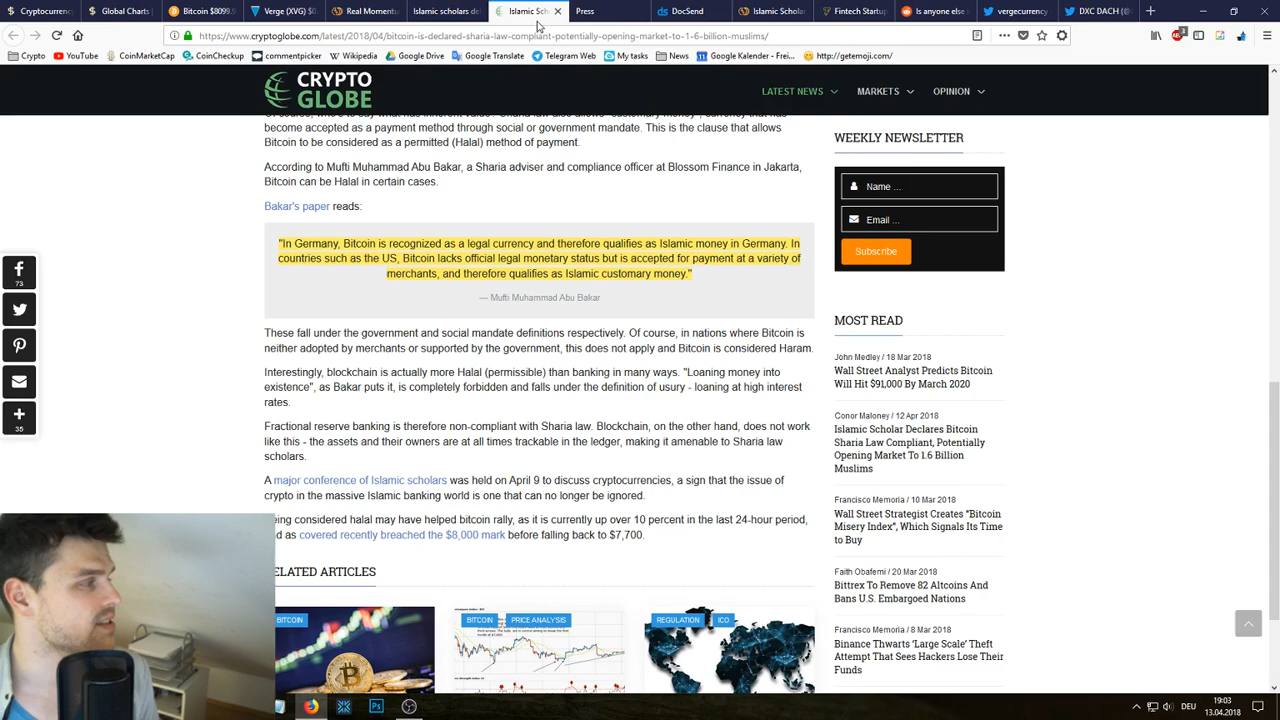 Cryptocurrency
Global Charts |
Bitcoin $8099.
Verge (XVG) $0.
Real Momentu
Islamic scholars de
Islamic Sch
Press
DocSend
Islamic Schola
Fintech Startup
Is anyone else
vergecurrency
DXC DACH (@
https://www.cryptoglobe.com/latest/2018/04/bitcoin-is-declared-sharia-law-compliant-potentially-opening-market-to-1-6-billion-muslims/
Crypto
YouTube
CoinMarketCap
CoinCheckup
commentpicker
Wikipedia
Google Drive
Google Translate
Telegram Web
My tasks
News
Google Kalender - Frei...
http://getemoji.com/
CRYPTO
GLOBE
LATEST NEWS
MARKETS
OPINION
become accepted as a payment method through social or government mandate. This is the clause that allows
Bitcoin to be considered as a permitted (Halal) method of payment.
According to Mufti Muhammad Abu Bakar, a Sharia adviser and compliance officer at Blossom Finance in Jakarta,
Bitcoin can be Halal in certain cases.
Bakar's paper reads:
"In Germany, Bitcoin is recognized as a legal currency and therefore qualifies as Islamic money in Germany. In
countries such as the US, Bitcoin lacks official legal monetary status but is accepted for payment at a variety of
merchants, and therefore qualifies as Islamic customary money."
— Mufti Muhammad Abu Bakar
These fall under the government and social mandate definitions respectively. Of course, in nations where Bitcoin is
neither adopted by merchants or supported by the government, this does not apply and Bitcoin is considered Haram.
Interestingly, blockchain is actually more Halal (permissible) than banking in many ways. "Loaning money into
existence", as Bakar puts it, is completely forbidden and falls under the definition of usury - loaning at high interest
rates.
Fractional reserve banking is therefore non-compliant with Sharia law. Blockchain, on the other hand, does not work
like this - the assets and their owners are at all times trackable in the ledger, making it amenable to Sharia law
scholars.
A major conference of Islamic scholars was held on April 9 to discuss cryptocurrencies, a sign that the issue of
crypto in the massive Islamic banking world is one that can no longer be ignored.
ing considered halal may have helped bitcoin rally, as it is currently up over 10 percent in the last 24-hour period,
d as covered recently breached the $8,000 mark before falling back to $7,700.
ELATED ARTICLES
BITCOIN
BITCOIN
PRICE ANALYSIS
REGULATION
ICO
73
35
WEEKLY NEWSLETTER
Name ...
Email ...
Subscribe
MOST READ
John Medley / 18 Mar 2018
Wall Street Analyst Predicts Bitcoin
Will Hit $91,000 By March 2020
Conor Maloney / 12 Apr 2018
Islamic Scholar Declares Bitcoin
Sharia Law Compliant, Potentially
Opening Market To 1.6 Billion
Muslims
Francisco Memoria / 10 Mar 2018
Wall Street Strategist Creates "Bitcoin
Misery Index", Which Signals Its Time
to Buy
Faith Obafemi / 20 Mar 2018
Bittrex To Remove 82 Altcoins And
Bans U.S. Embargoed Nations
Francisco Memoria / 8 Mar 2018
Binance Thwarts 'Large Scale' Theft
Attempt That Sees Hackers Lose Their
Funds
DEU
19:03
13.04.2018